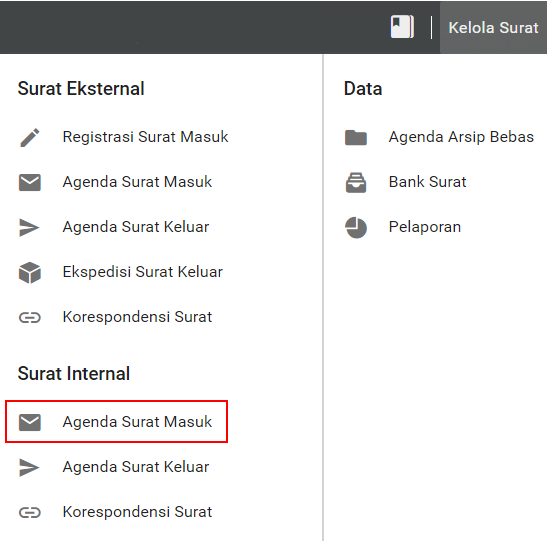 Kelola Surat
Surat Eksternal
Registrasi Surat Masuk
Agenda Surat Masuk
Agenda Surat Keluar
Ekspedisi Surat Keluar
Korespondensi Surat
Surat Internal
Agenda Surat Masuk
Agenda Surat Keluar
Korespondensi Surat
Data
Agenda Arsip Bebas
Bank Surat
Pelaporan